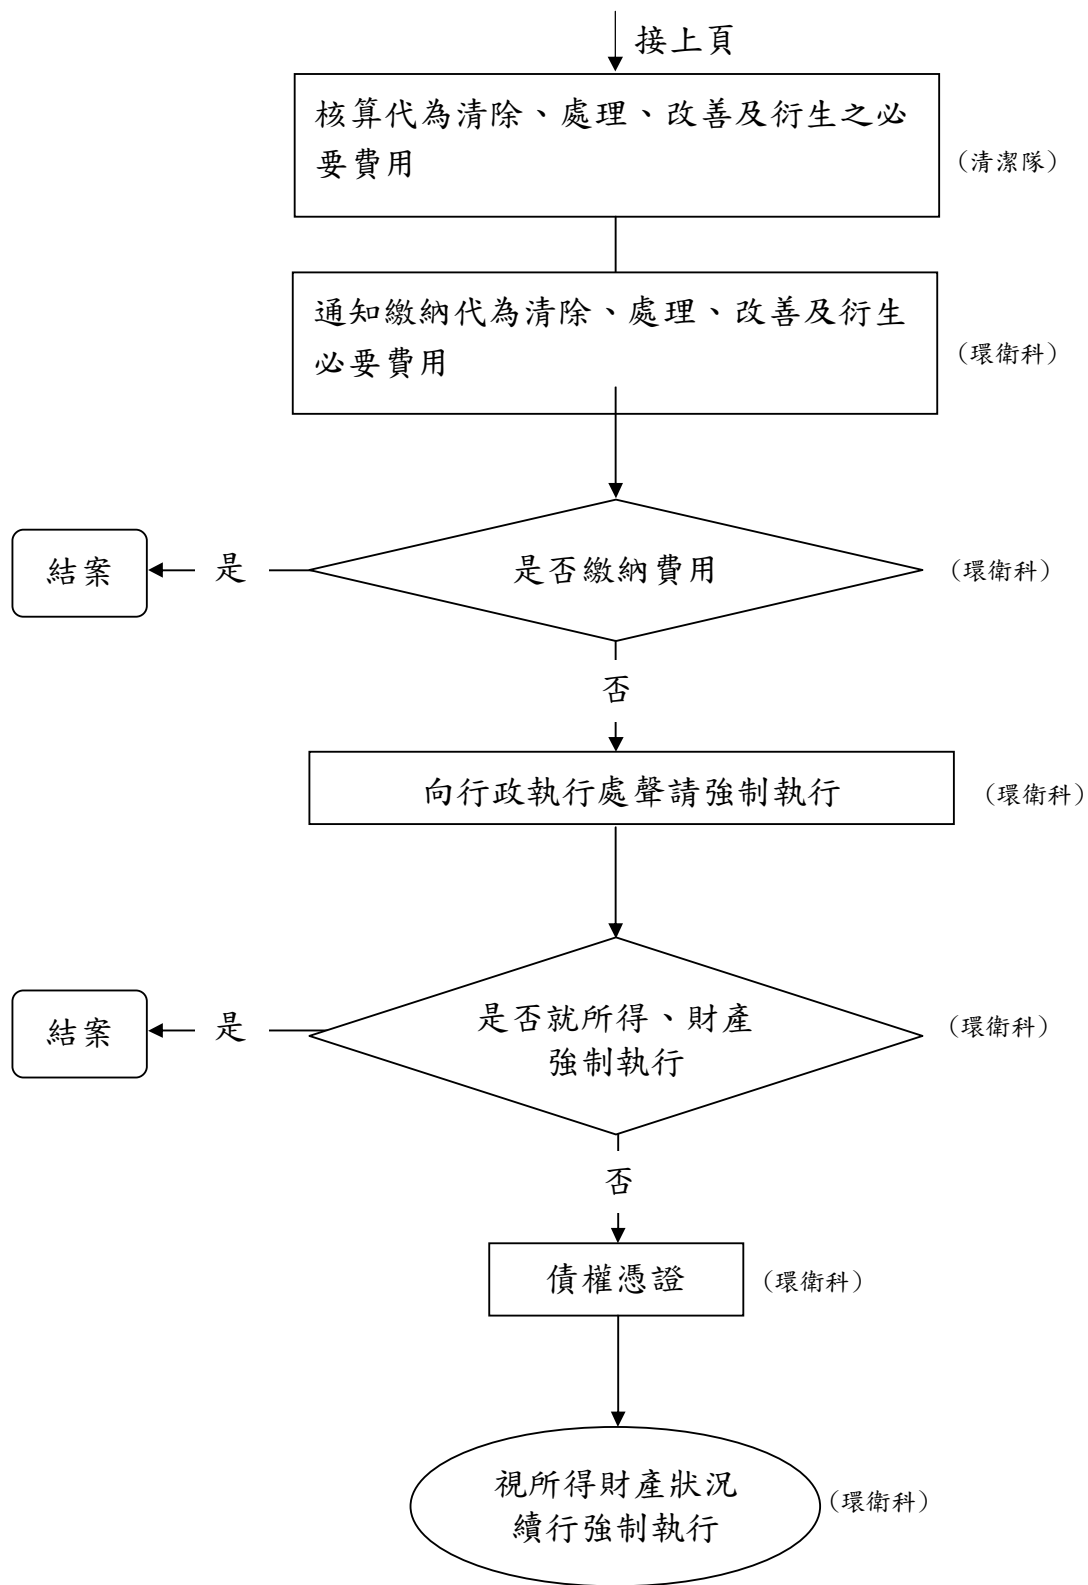 接上頁
核算代為清除、處理、改善及衍生之必
要費用
（清潔隊）
通知繳納代為清除、處理、改善及衍生
必要費用
（環衛科）
結案
是
是否繳納費用
（環衛科）
否
向行政執行處聲請強制執行
（環衛科）
結案
是
是否就所得、財產
強制執行
（環衛科）
否
債權憑證
（環衛科）
視所得財產狀況
續行強制執行
（環衛科）